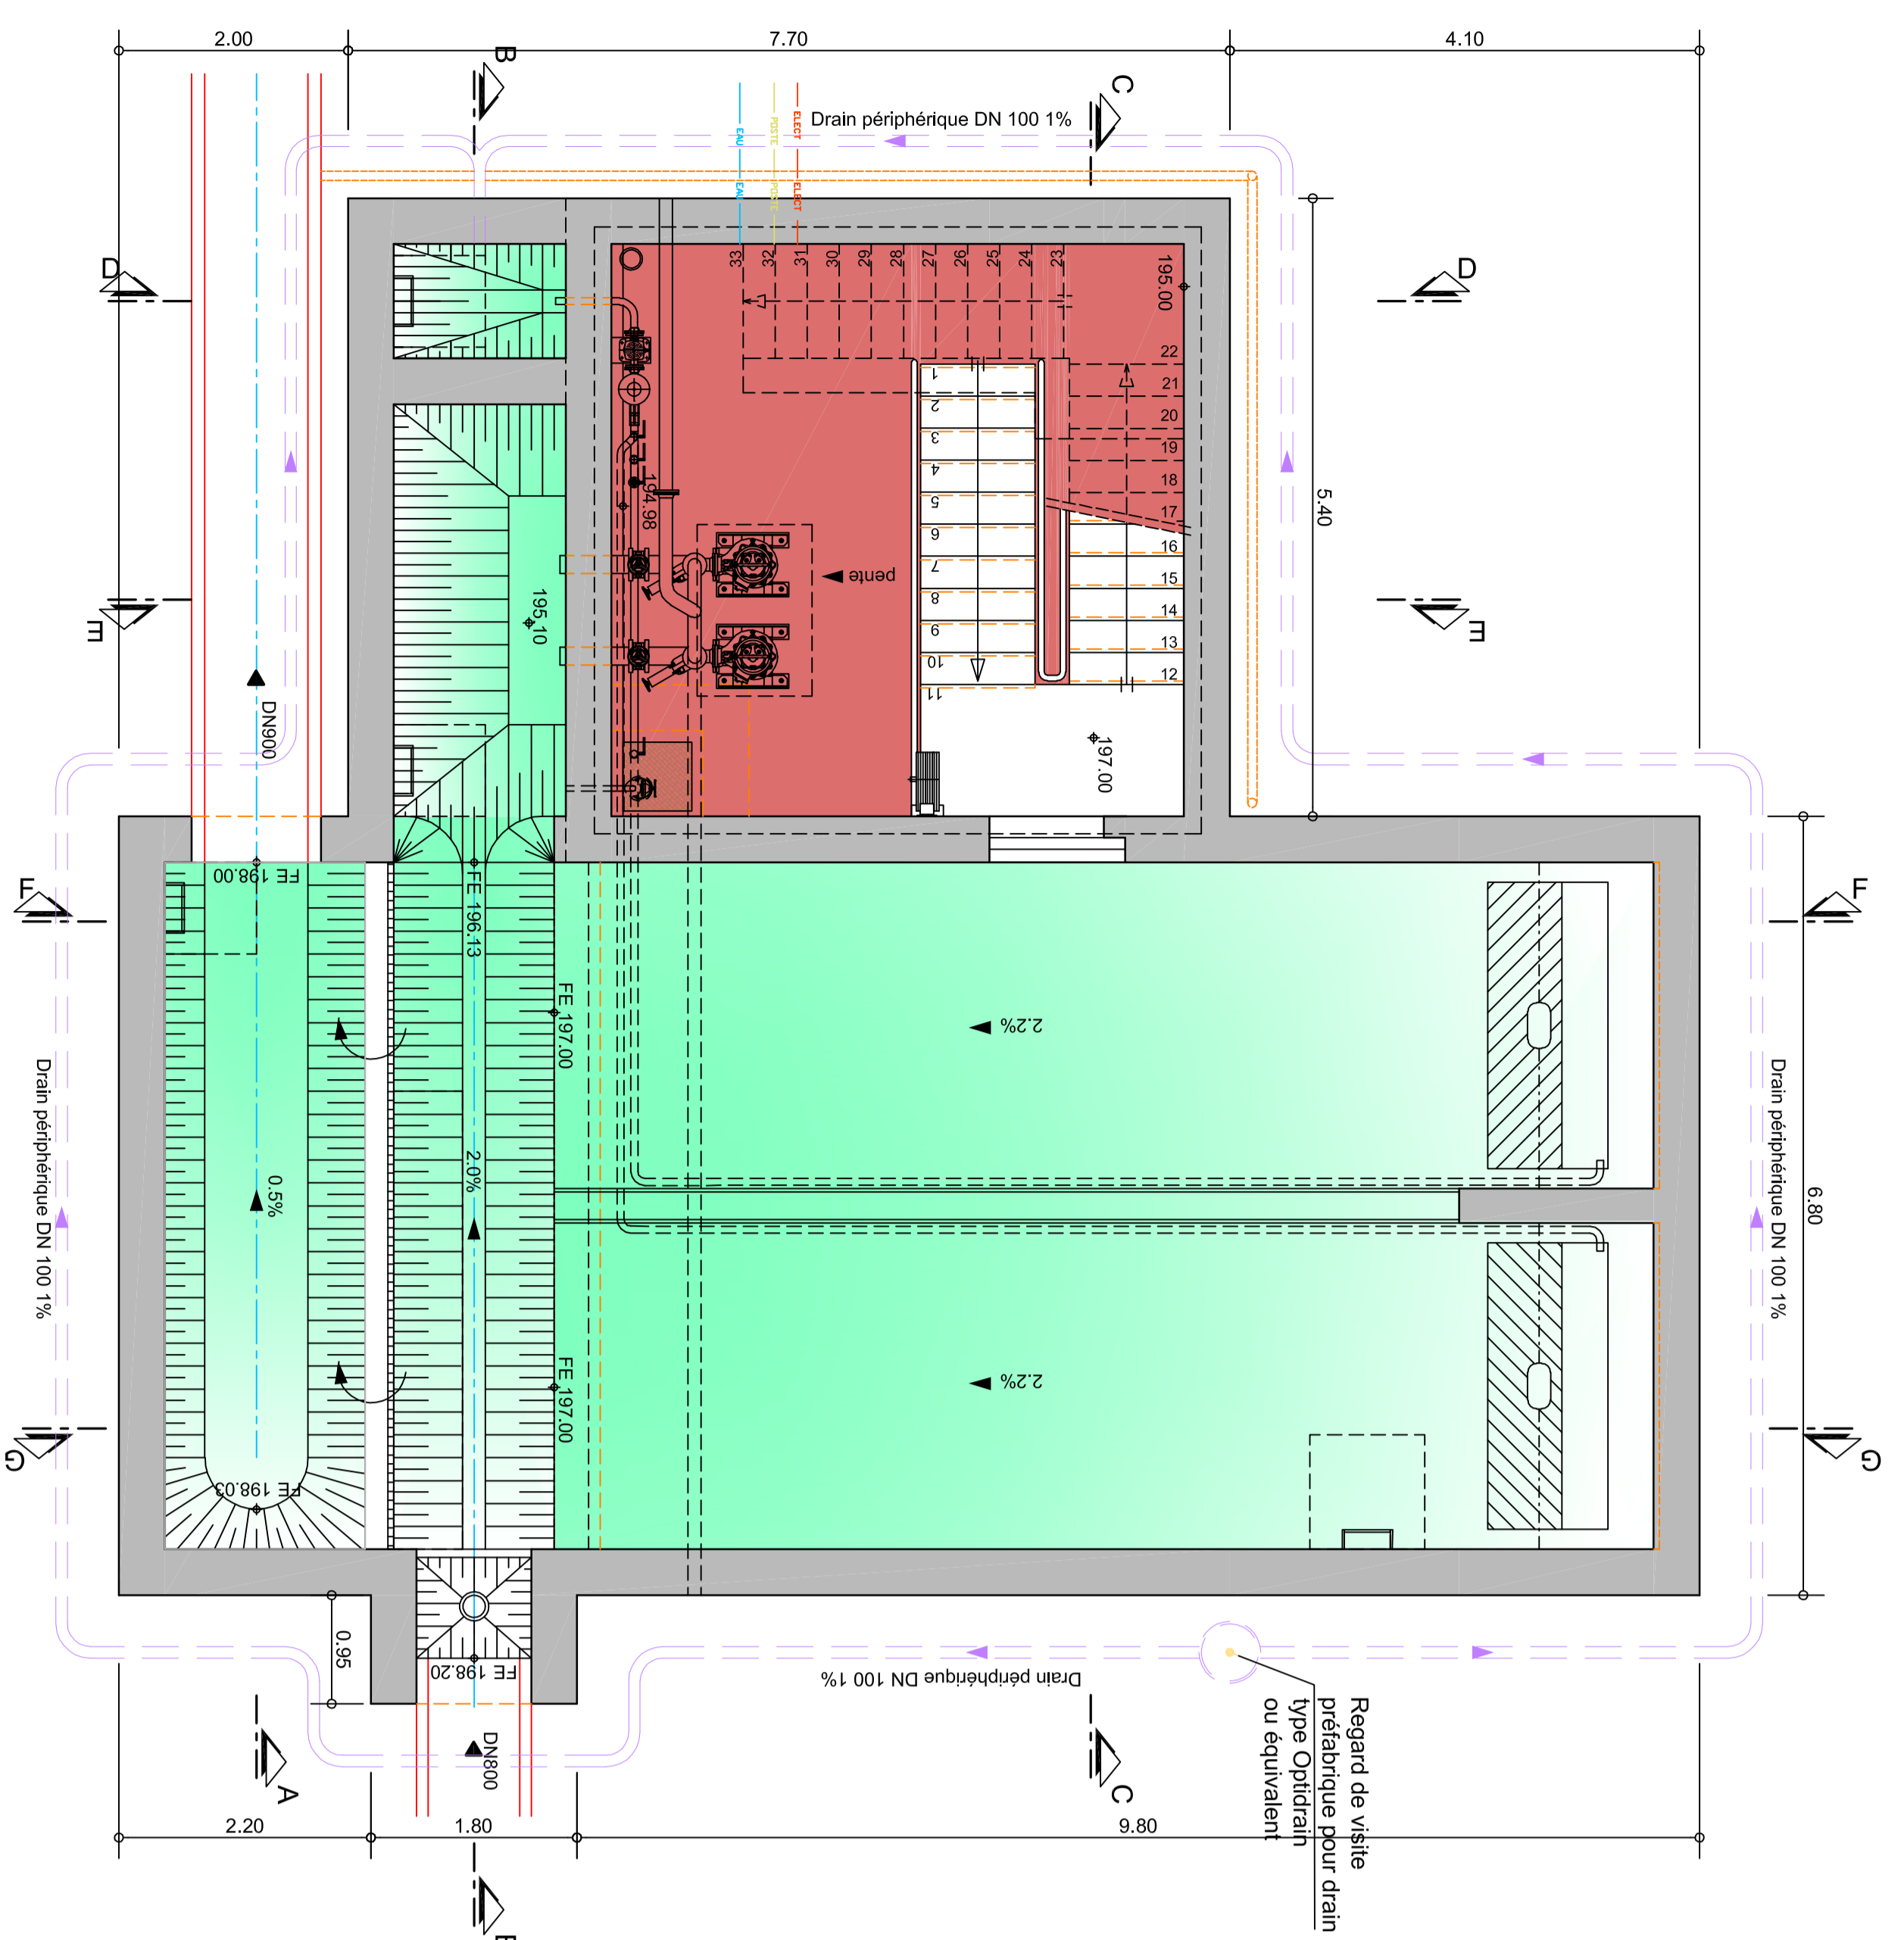 2.00
7.70
4.10
B
C
Drain périphérique DN 100 1%
EAU
POSTE
ELECT
EAU
POSTE
ELECT
D
D
33
32
31
30
29
28
27
26
25
24
23
195.00
22
21
20
19
18
17
16
15
14
13
12
1
2
3
4
5
6
7
8
9
10
11
194.98
pente
195.10
197.00
5.40
E
E
DN900
F
F
FE 198.00
FE 196.13
FE 197.00
2.2%
2.0%
0.5%
Drain périphérique DN 100 1%
Drain périphérique DN 100 1%
6.80
FE 197.00
2.2%
G
G
FE 198.03
0.95
FE 198.20
Drain périphérique DN 100 1%
DN800
A
C
Regard de visite
préfabrique pour drain
type Optidrain
ou équivalent
2.20
1.80
9.80